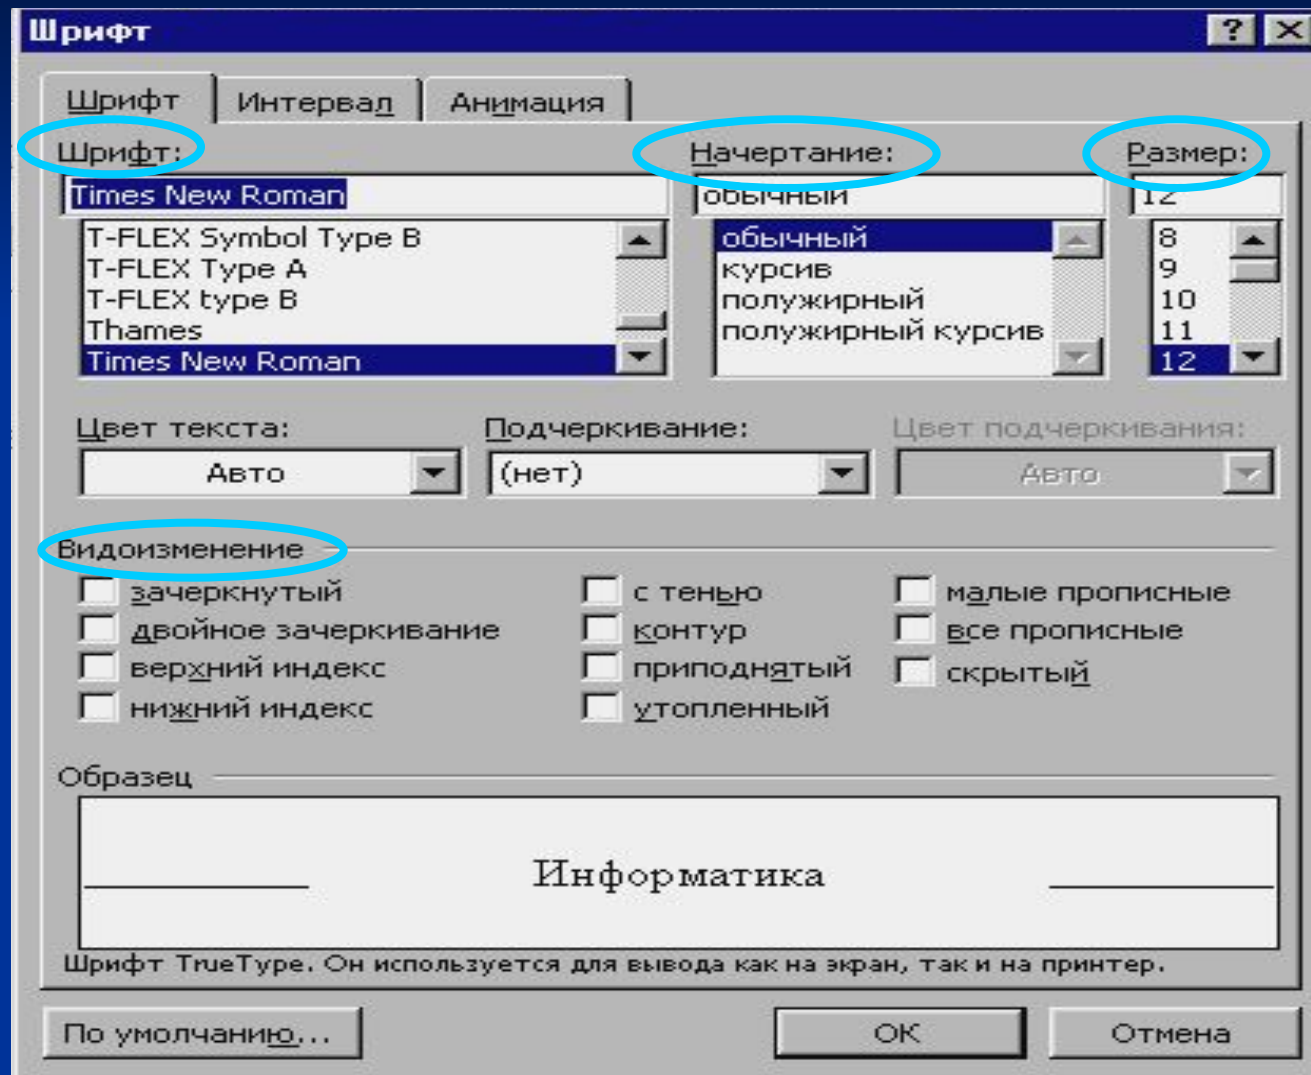 Шрифт
Шрифт Интервал Анимация
Шрифт: Начертание: Размер:
Times New Roman обычный 12
T-FLEX Symbol Type B обычный 8
T-FLEX Type A курсив 9
T-FLEX type B полужирный 10
Thames полужирный курсив 11
Times New Roman 12
Цвет текста: Подчеркивание: Цвет подчеркивания:
Авто (нет) Авто
Видоизменение
зачеркнутый с тенью малые прописные
двойное зачеркивание контур все прописные
верхний индекс приподнятый скрытый
нижний индекс утопленный
Образец
Информатика
Шрифт TrueType. Он используется для вывода как на экран, так и на принтер.
По умолчанию... ОК Отмена